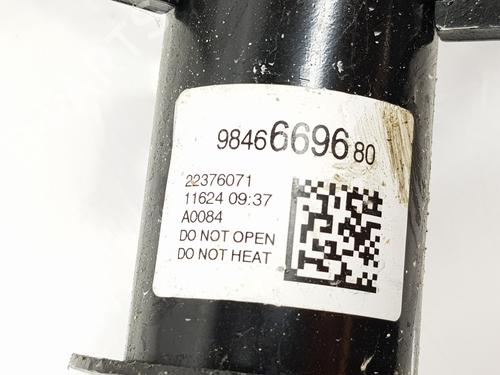 9846669680
22376071
11624 09:37
A0084
DO NOT OPEN
DO NOT HEAT